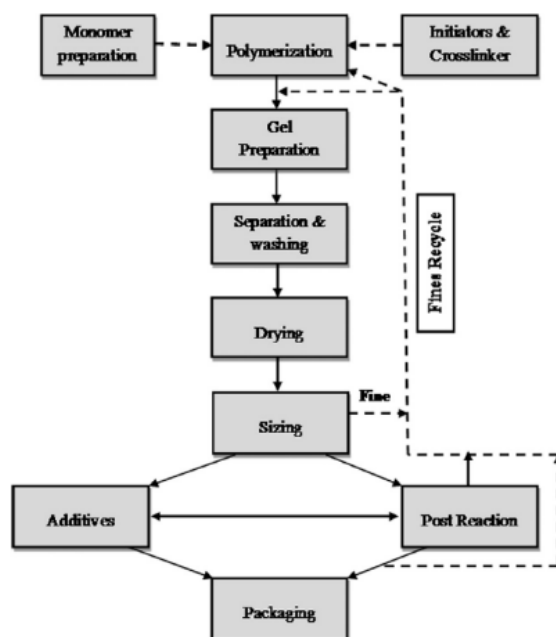 Monomer
preparation
Polymerization
Initiators &
Crosslinker
Gel
Preparation
Separation &
washing
Drying
Fines Recycle
Fine
Sizing
Additives
Post Reaction
Packaging